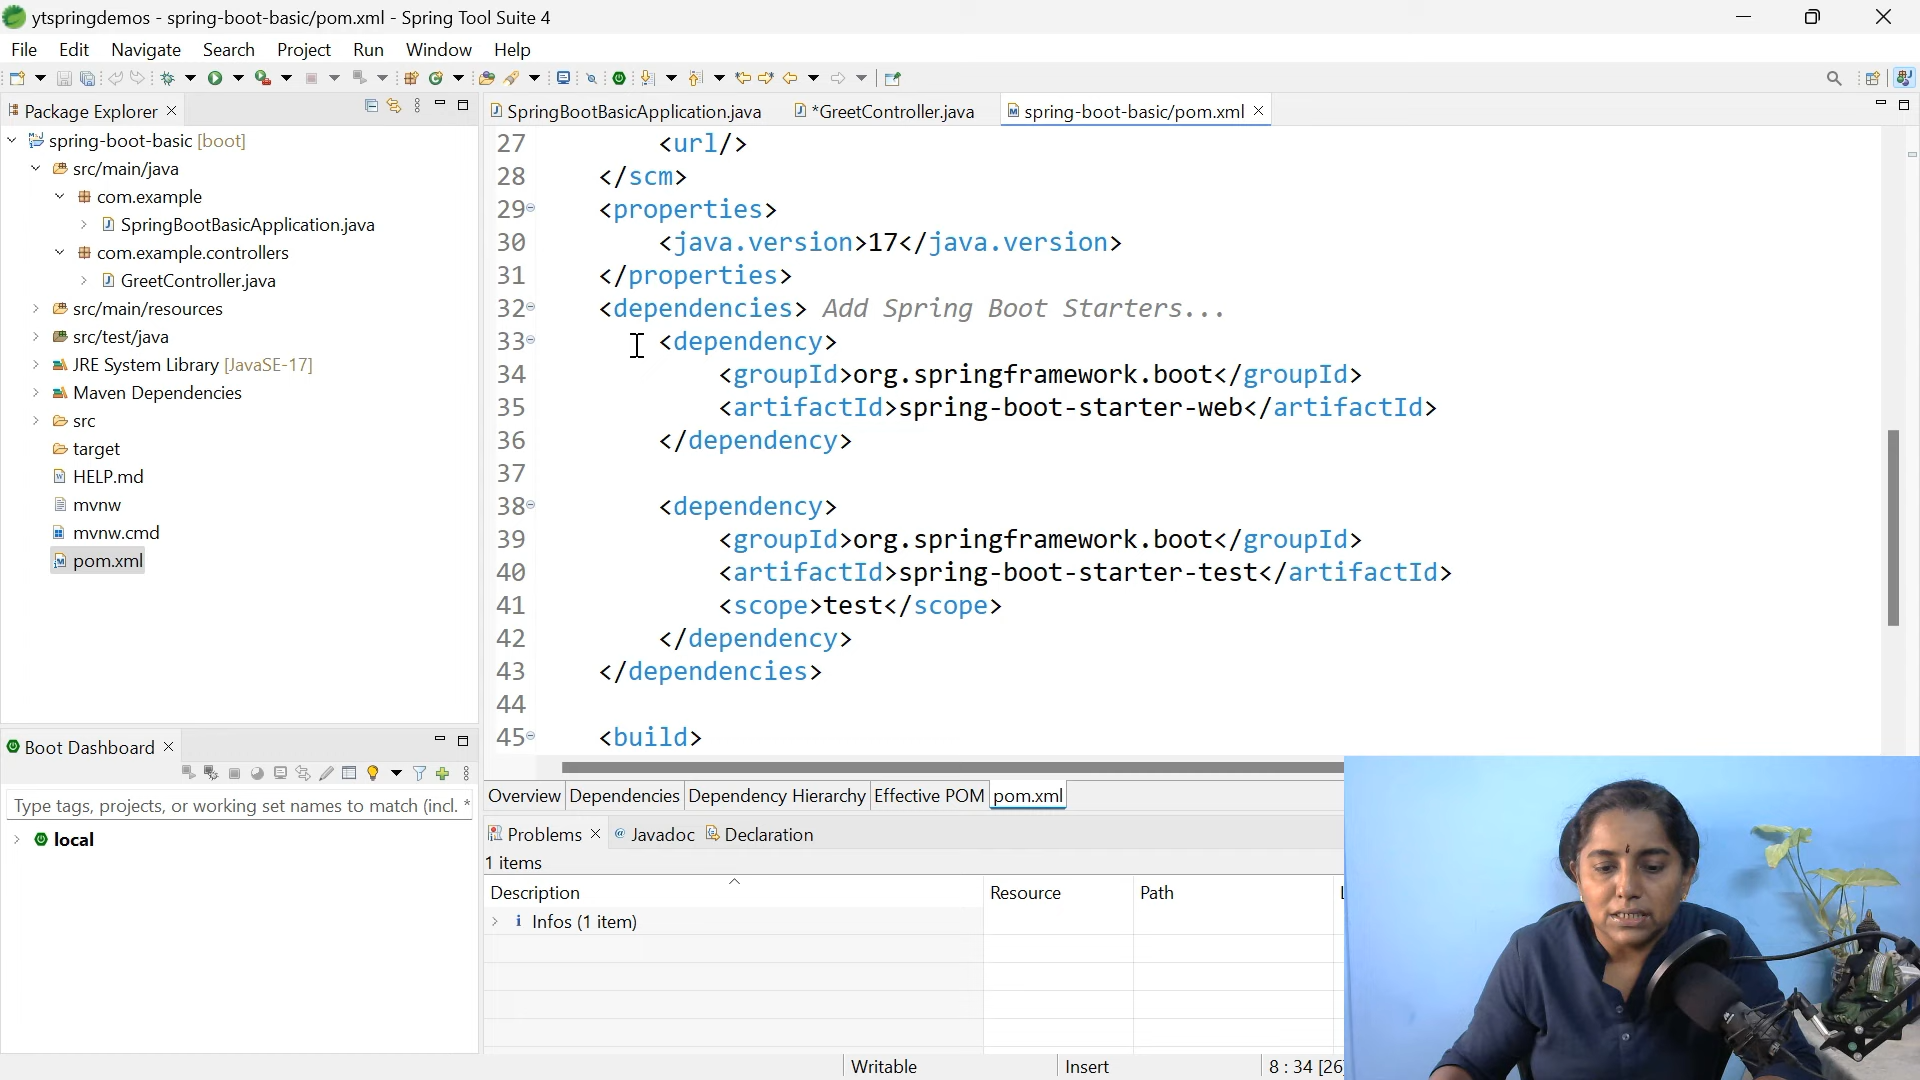 ytspringdemos - spring-boot-basic/pom.xml - Spring Tool Suite 4
File Edit Navigate Search Project Run Window Help
Package Explorer
spring-boot-basic [boot]
src/main/java
com.example
SpringBootBasicApplication.java
com.example.controllers
GreetController.java
src/main/resources
src/test/java
JRE System Library [JavaSE-17]
Maven Dependencies
src
target
HELP.md
mvnw
mvnw.cmd
pom.xml
Boot Dashboard
Type tags, projects, or working set names to match (incl. *
local
SpringBootBasicApplication.java *GreetController.java spring-boot-basic/pom.xml
27 <url/>
28 </scm>
29 <properties>
30 <java.version>17</java.version>
31 </properties>
32 <dependencies> Add Spring Boot Starters...
33 <dependency>
34 <groupId>org.springframework.boot</groupId>
35 <artifactId>spring-boot-starter-web</artifactId>
36 </dependency>
37
38 <dependency>
39 <groupId>org.springframework.boot</groupId>
40 <artifactId>spring-boot-starter-test</artifactId>
41 <scope>test</scope>
42 </dependency>
43 </dependencies>
44
45 <build>
Overview Dependencies Dependency Hierarchy Effective POM pom.xml
Problems @ Javadoc Declaration
1 items
Description Resource Path
Infos (1 item)
Writable Insert 8 : 34 [26